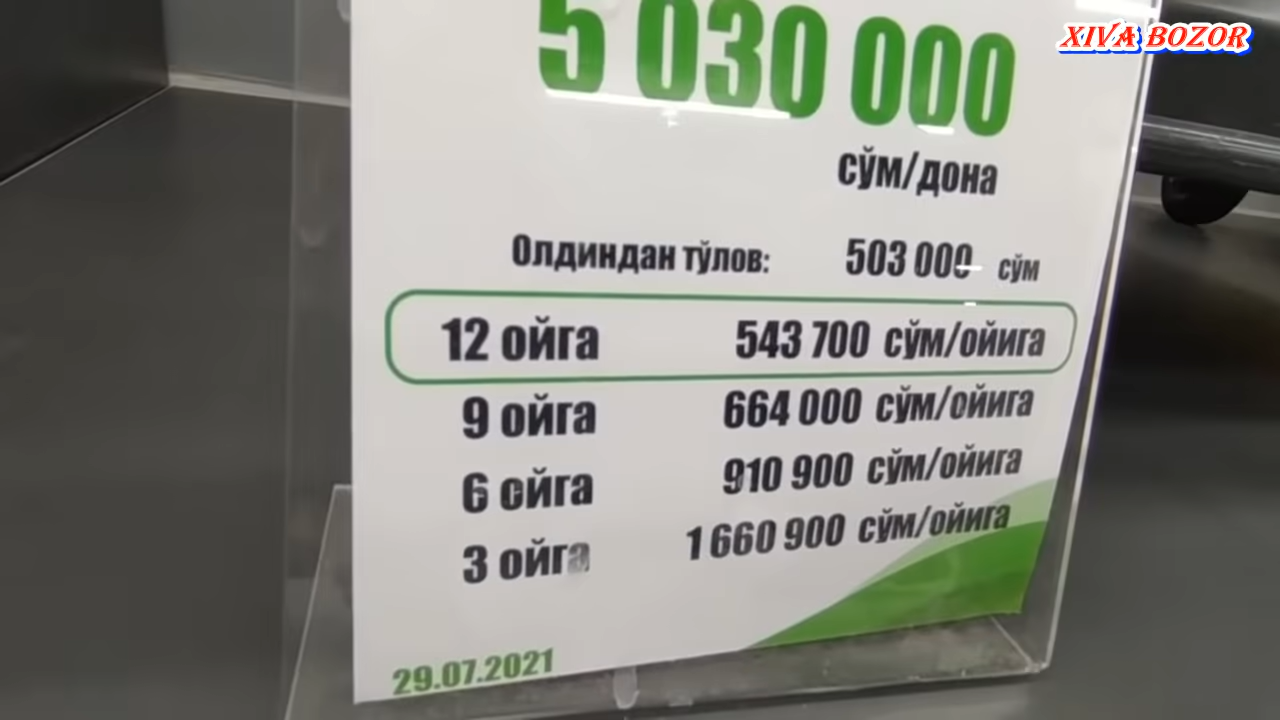 XIVA BOZOR
5 030 000
сўм/дона
Олдиндан тўлов: 503 000 сўм
12 ойга 543 700 сўм/ойига
9 ойга 664 000 сўм/ойига
6 ойга 910 900 сўм/ойига
3 ойга 1 660 900 сўм/ойига
29.07.2021